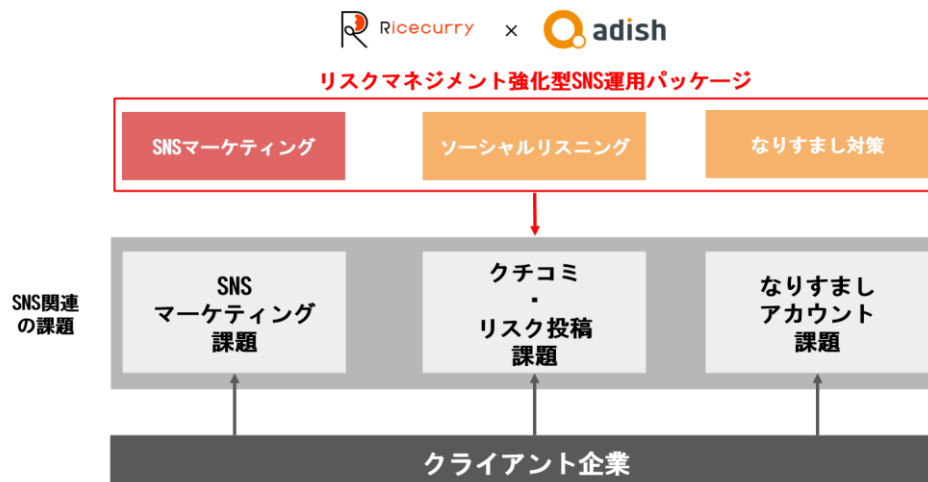 Ricecurry × adish
リスクマネジメント強化型SNS運用パッケージ
SNSマーケティング
ソーシャルリスニング
なりすまし対策
SNS関連
の課題
SNS
マーケティング
課題
クチコミ
・
リスク投稿
課題
なりすまし
アカウント
課題
クライアント企業